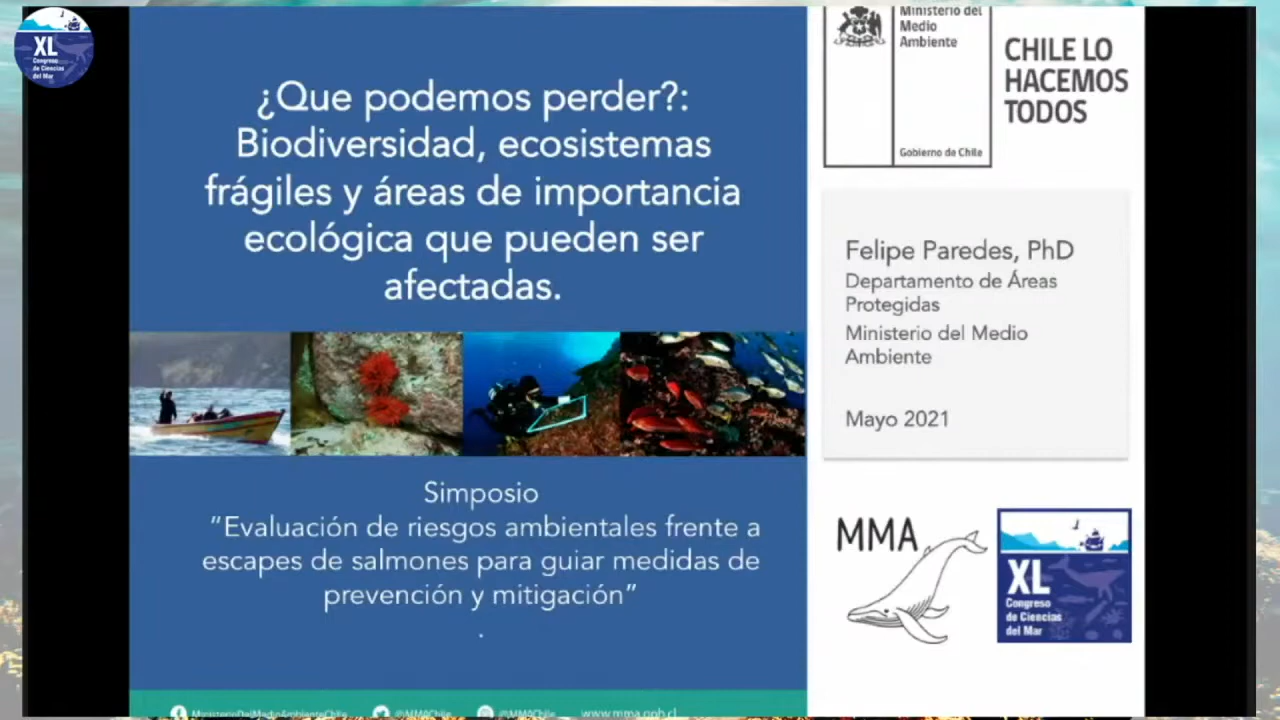 XL
Congreso
de Ciencias
del Mar
¿Que podemos perder?:
Biodiversidad, ecosistemas
frágiles y áreas de importancia
ecológica que pueden ser
afectadas.
Simposio
“Evaluación de riesgos ambientales frente a
escapes de salmones para guiar medidas de
prevención y mitigación”
.
MinisterioDelMedioAmbienteChile @MMAChile @MMAChile www.mma.gob.cl
Ministerio del
Medio
Ambiente
Gobierno de Chile
CHILE LO
HACEMOS
TODOS
Felipe Paredes, PhD
Departamento de Áreas
Protegidas
Ministerio del Medio
Ambiente
Mayo 2021
MMA
XL
Congreso
de Ciencias
del Mar